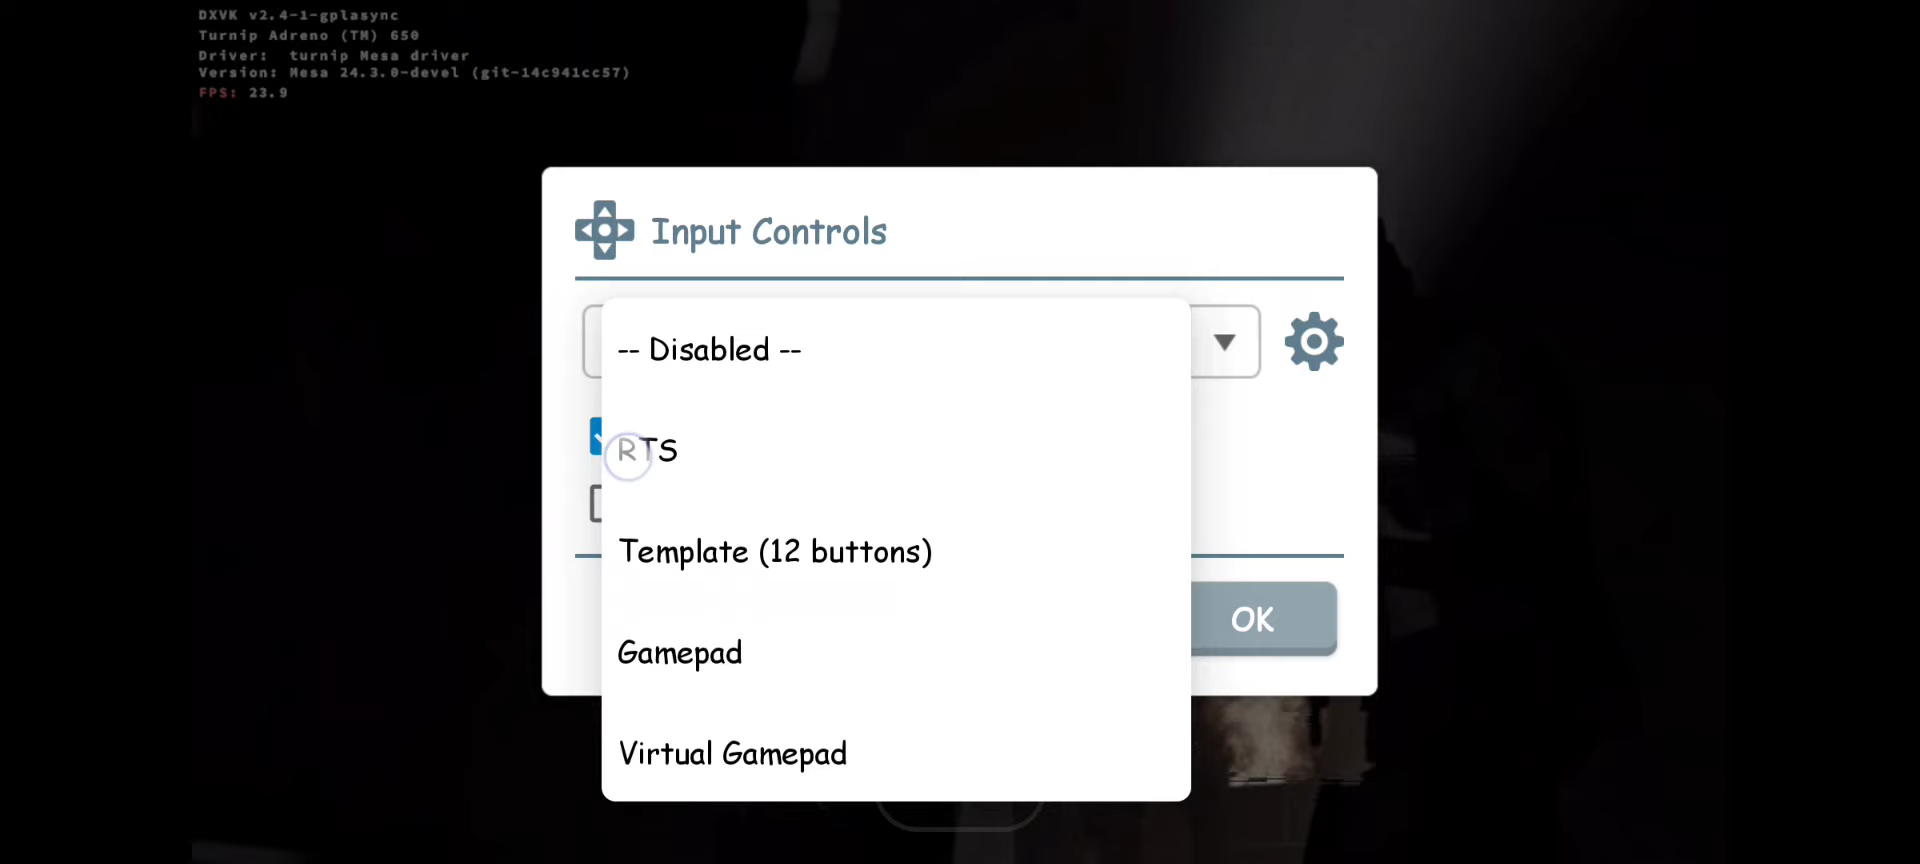 DXVK v2.4-1-gplasync
Turnip Adreno (TM) 650
Driver: turnip Mesa driver
Version: Mesa 24.3.0-devel (git-14c941cc57)
FPS: 23.9
Input Controls
-- Disabled --
RTS
Template (12 buttons)
Gamepad
Virtual Gamepad
OK